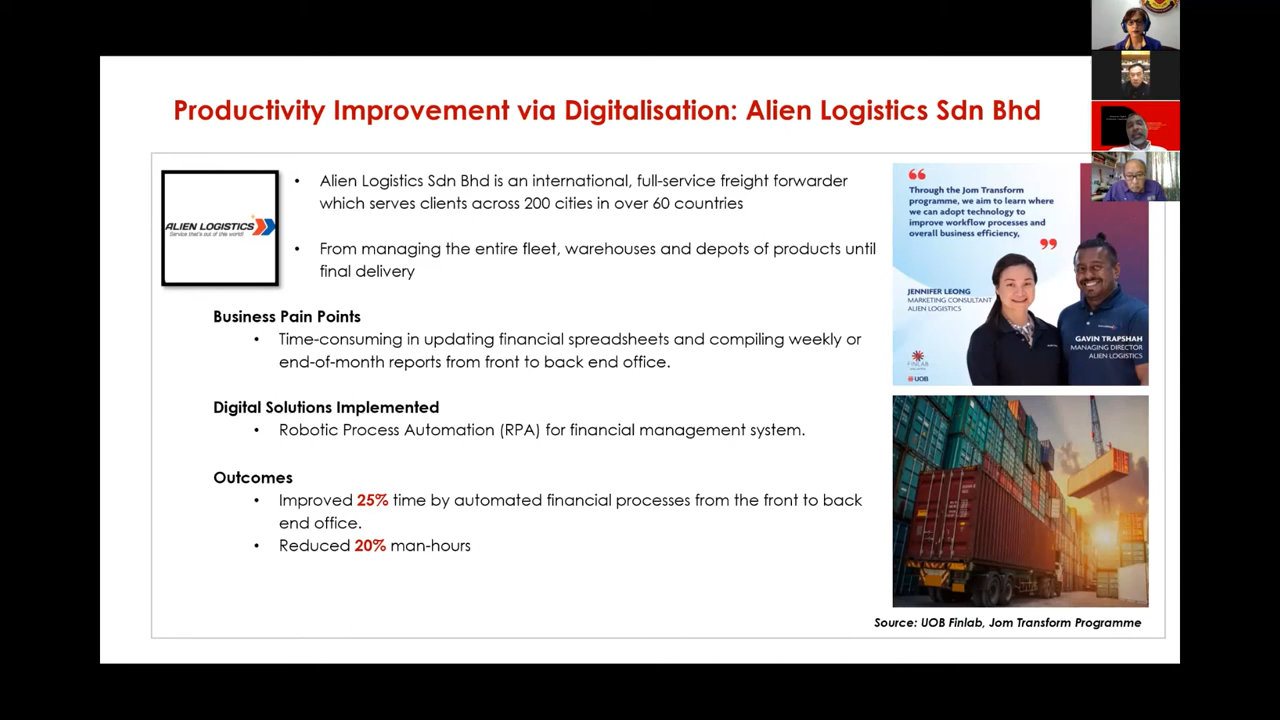 Productivity Improvement via Digitalisation: Alien Logistics Sdn Bhd
ALIEN LOGISTICS
Service that's out of this world!
• Alien Logistics Sdn Bhd is an international, full-service freight forwarder
which serves clients across 200 cities in over 60 countries
• From managing the entire fleet, warehouses and depots of products until
final delivery
Business Pain Points
• Time-consuming in updating financial spreadsheets and compiling weekly or
end-of-month reports from front to back end office.
Digital Solutions Implemented
• Robotic Process Automation (RPA) for financial management system.
Outcomes
• Improved 25% time by automated financial processes from the front to back
end office.
• Reduced 20% man-hours
“
Through the Jom Transform
programme, we aim to learn where
we can adopt technology to
improve workflow processes and
overall business efficiency,
”
JENNIFER LEONG
MARKETING CONSULTANT
ALIEN LOGISTICS
GAVIN TRAPSHAH
MANAGING DIRECTOR
ALIEN LOGISTICS
FINLAB
UOB
Source: UOB Finlab, Jom Transform Programme